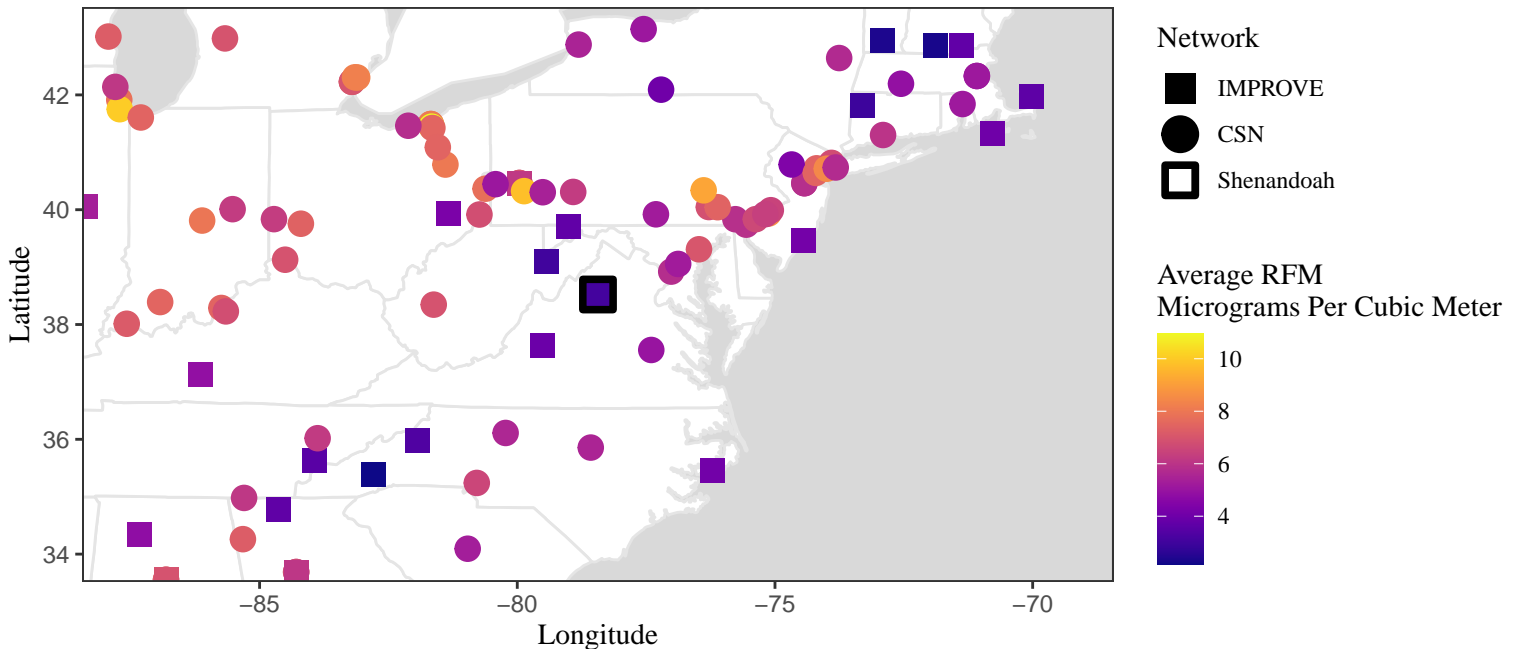 42
40
38
36
34
Latitude
−85
−80
−75
−70
Longitude
Network
IMPROVE
CSN
Shenandoah
Average RFM
Micrograms Per Cubic Meter
10
8
6
4